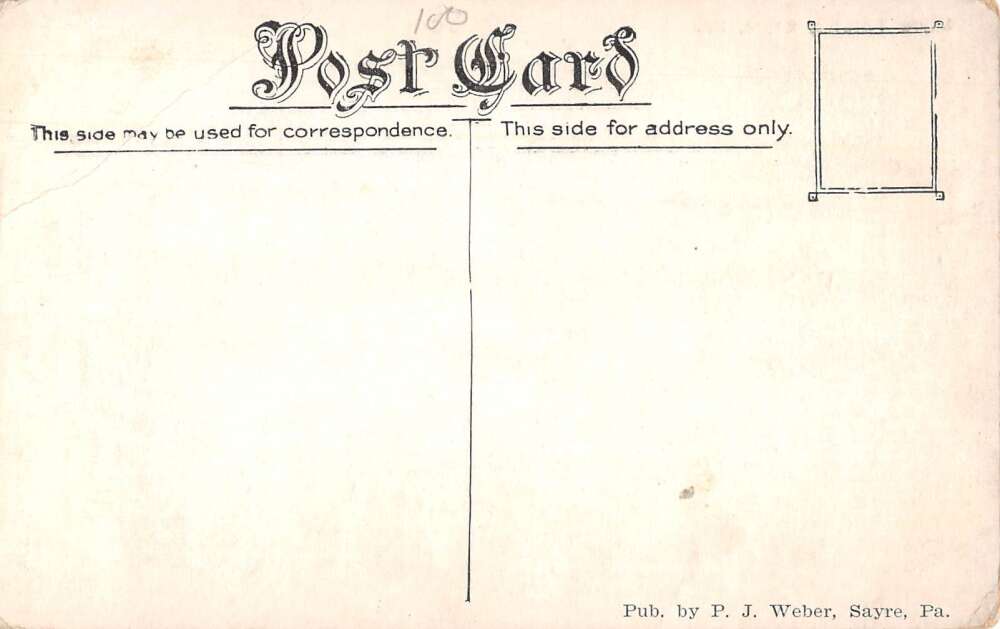 100
Post Card
This side may be used for correspondence.
This side for address only.
Pub. by P. J. Weber, Sayre, Pa.